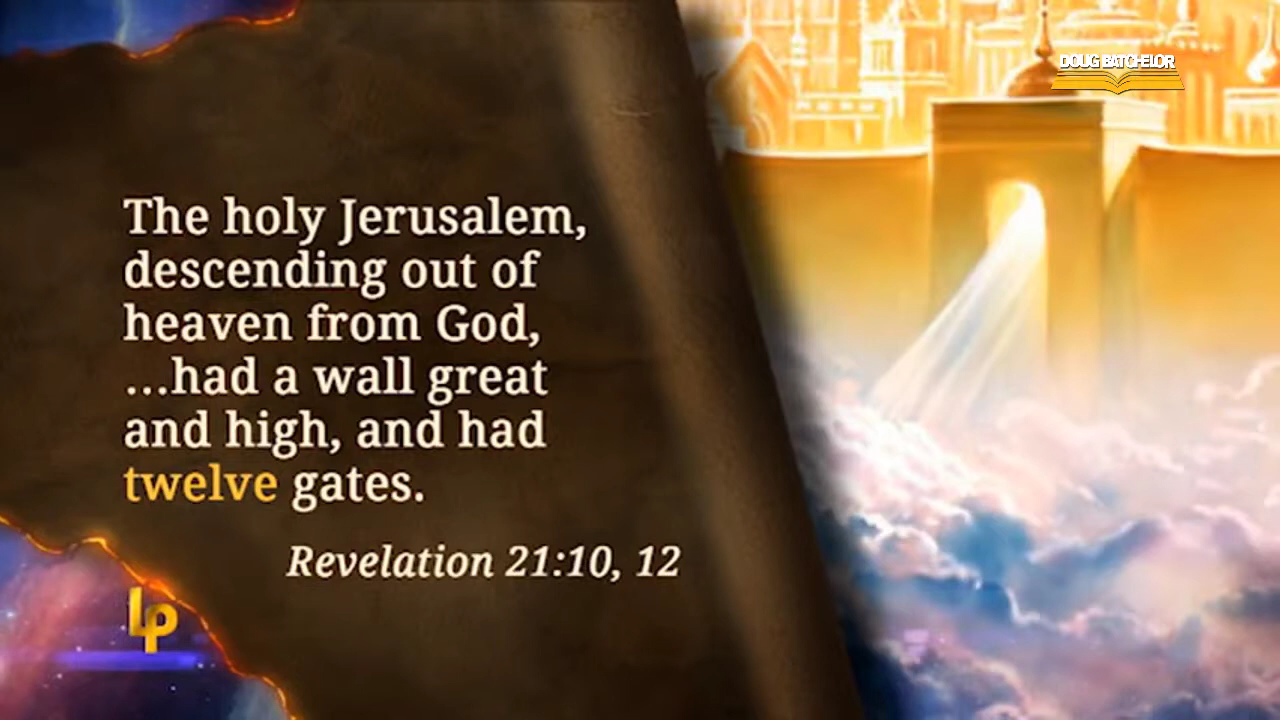 DOUG BATCHELOR
The holy Jerusalem,
descending out of
heaven from God,
...had a wall great
and high, and had
twelve gates.
Revelation 21:10, 12
LP